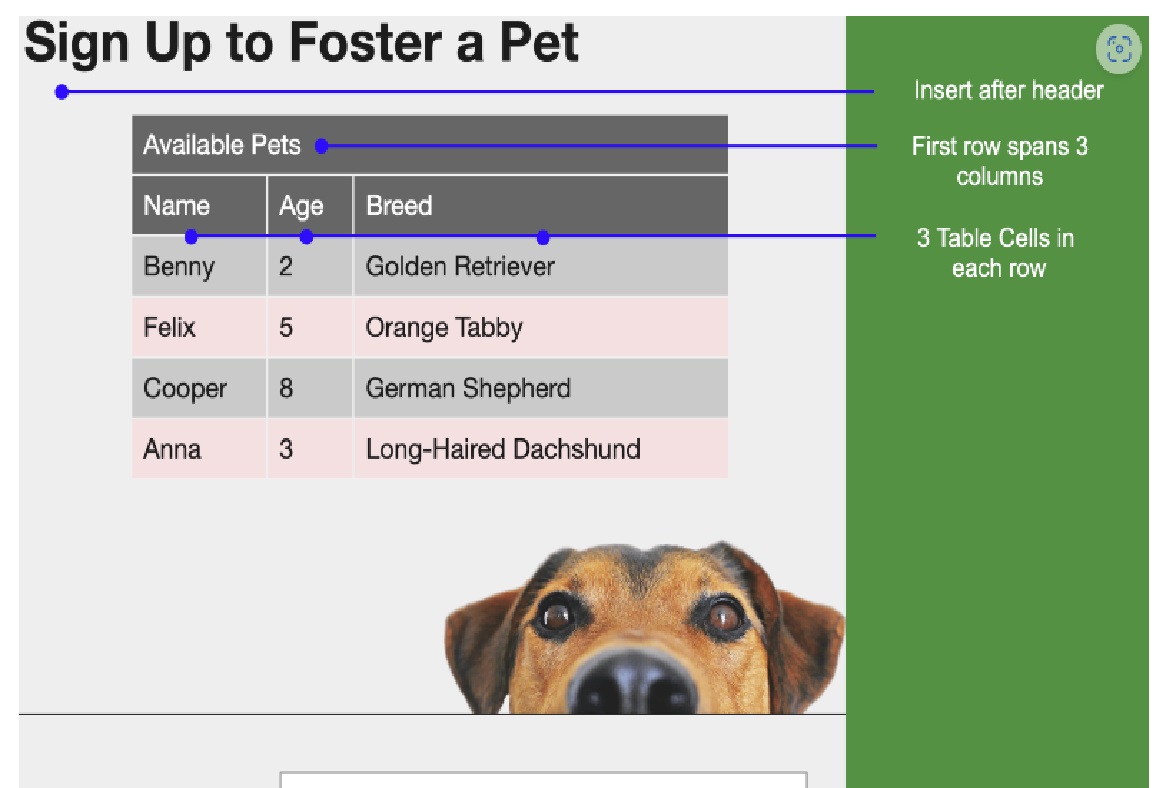 Sign Up to Foster a Pet
Insert after header
Available Pets
First row spans 3
columns
Name Age Breed
3 Table Cells in
each row
Benny 2 Golden Retriever
Felix 5 Orange Tabby
Cooper 8 German Shepherd
Anna 3 Long-Haired Dachshund